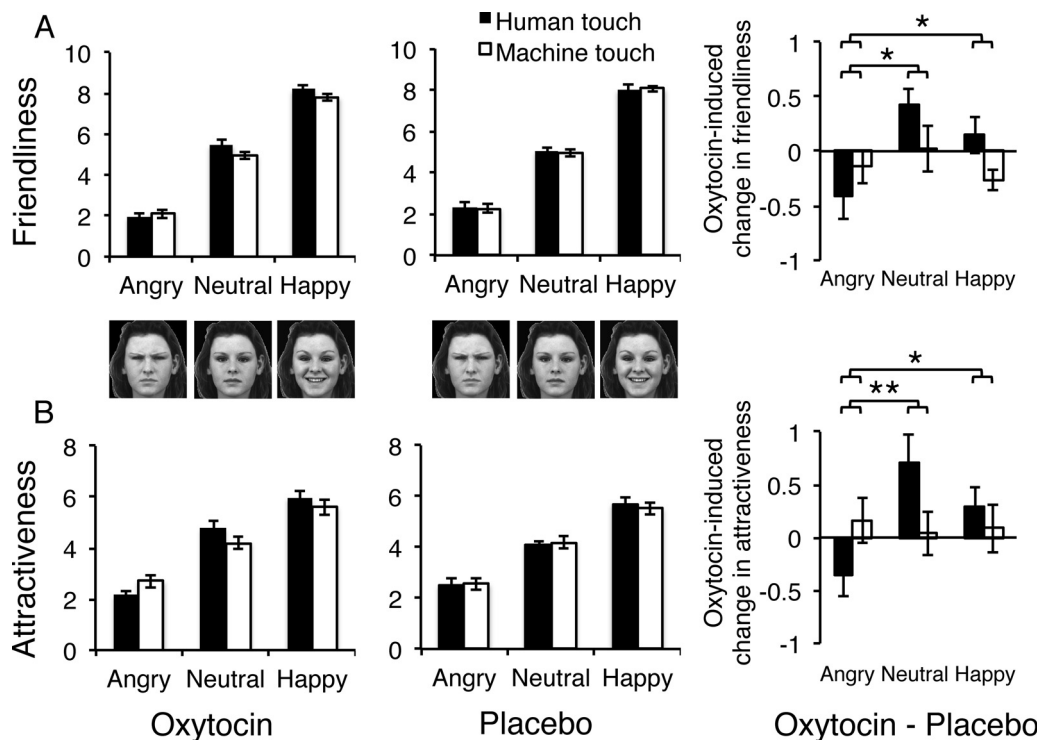 A
Friendliness
10
8
6
4
2
0
Angry Neutral Happy
10
8
6
4
2
0
Angry Neutral Happy
Human touch
Machine touch
Oxytocin-induced
change in friendliness
1
0.5
0
-0.5
-1
*
*
Angry Neutral Happy
B
Attractiveness
8
6
4
2
0
Angry Neutral Happy
Oxytocin
8
6
4
2
0
Angry Neutral Happy
Placebo
Oxytocin-induced
change in attractiveness
1
0.5
0
-0.5
-1
*
**
Angry Neutral Happy
Oxytocin - Placebo